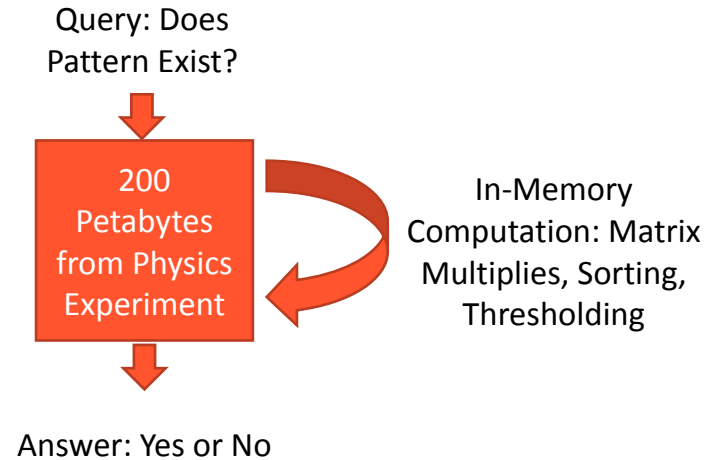 Query: Does
Pattern Exist?
200
Petabytes
from Physics
Experiment
In-Memory
Computation: Matrix
Multiplies, Sorting,
Thresholding
Answer: Yes or No